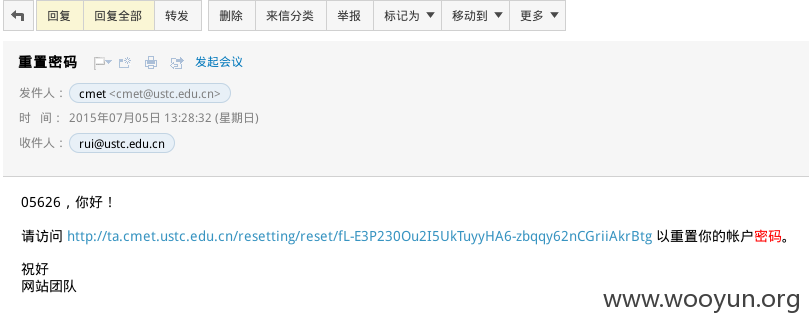 回复 回复全部 转发 删除 来信分类 举报 标记为 移动到 更多
重置密码 发起会议
发件人： cmet <cmet@ustc.edu.cn>
时 间： 2015年07月05日 13:28:32 (星期日)
收件人： rui@ustc.edu.cn
05626，你好！
请访问 http://ta.cmet.ustc.edu.cn/resetting/reset/fL-E3P230Ou2I5UkTuyyHA6-zbqqy62nCGriiAkrBtg 以重置你的帐户密码。
祝好
网站团队
www.wooyun.org